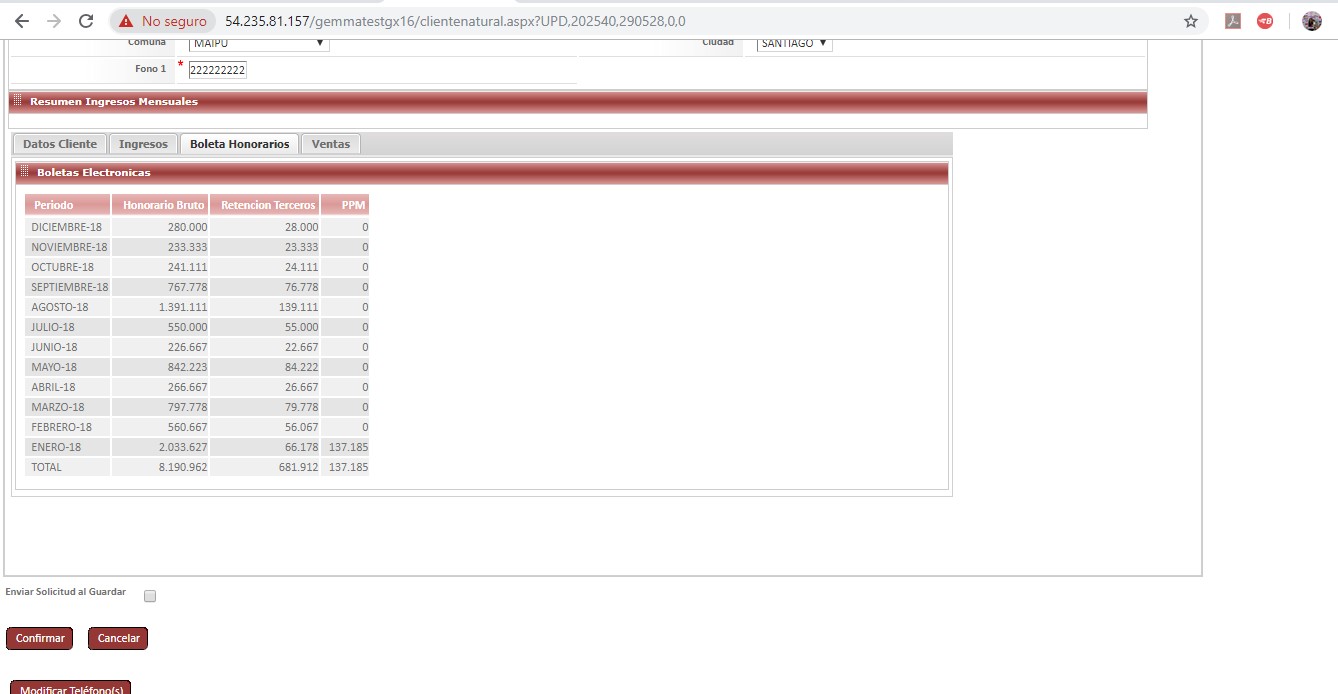 No seguro 54.235.81.157/gemmatestgx16/clientenatural.aspx?UPD,202540,290528,0,0
Comuna MAIPU Ciudad SANTIAGO
Fono 1 * 222222222
Resumen Ingresos Mensuales
Datos Cliente Ingresos Boleta Honorarios Ventas
Boletas Electronicas
Periodo Honorario Bruto Retencion Terceros PPM
DICIEMBRE-18 280.000 28.000 0
NOVIEMBRE-18 233.333 23.333 0
OCTUBRE-18 241.111 24.111 0
SEPTIEMBRE-18 767.778 76.778 0
AGOSTO-18 1.391.111 139.111 0
JULIO-18 550.000 55.000 0
JUNIO-18 226.667 22.667 0
MAYO-18 842.223 84.222 0
ABRIL-18 266.667 26.667 0
MARZO-18 797.778 79.778 0
FEBRERO-18 560.667 56.067 0
ENERO-18 2.033.627 66.178 137.185
TOTAL 8.190.962 681.912 137.185
Enviar Solicitud al Guardar
Confirmar Cancelar
Modificar Teléfono(s)